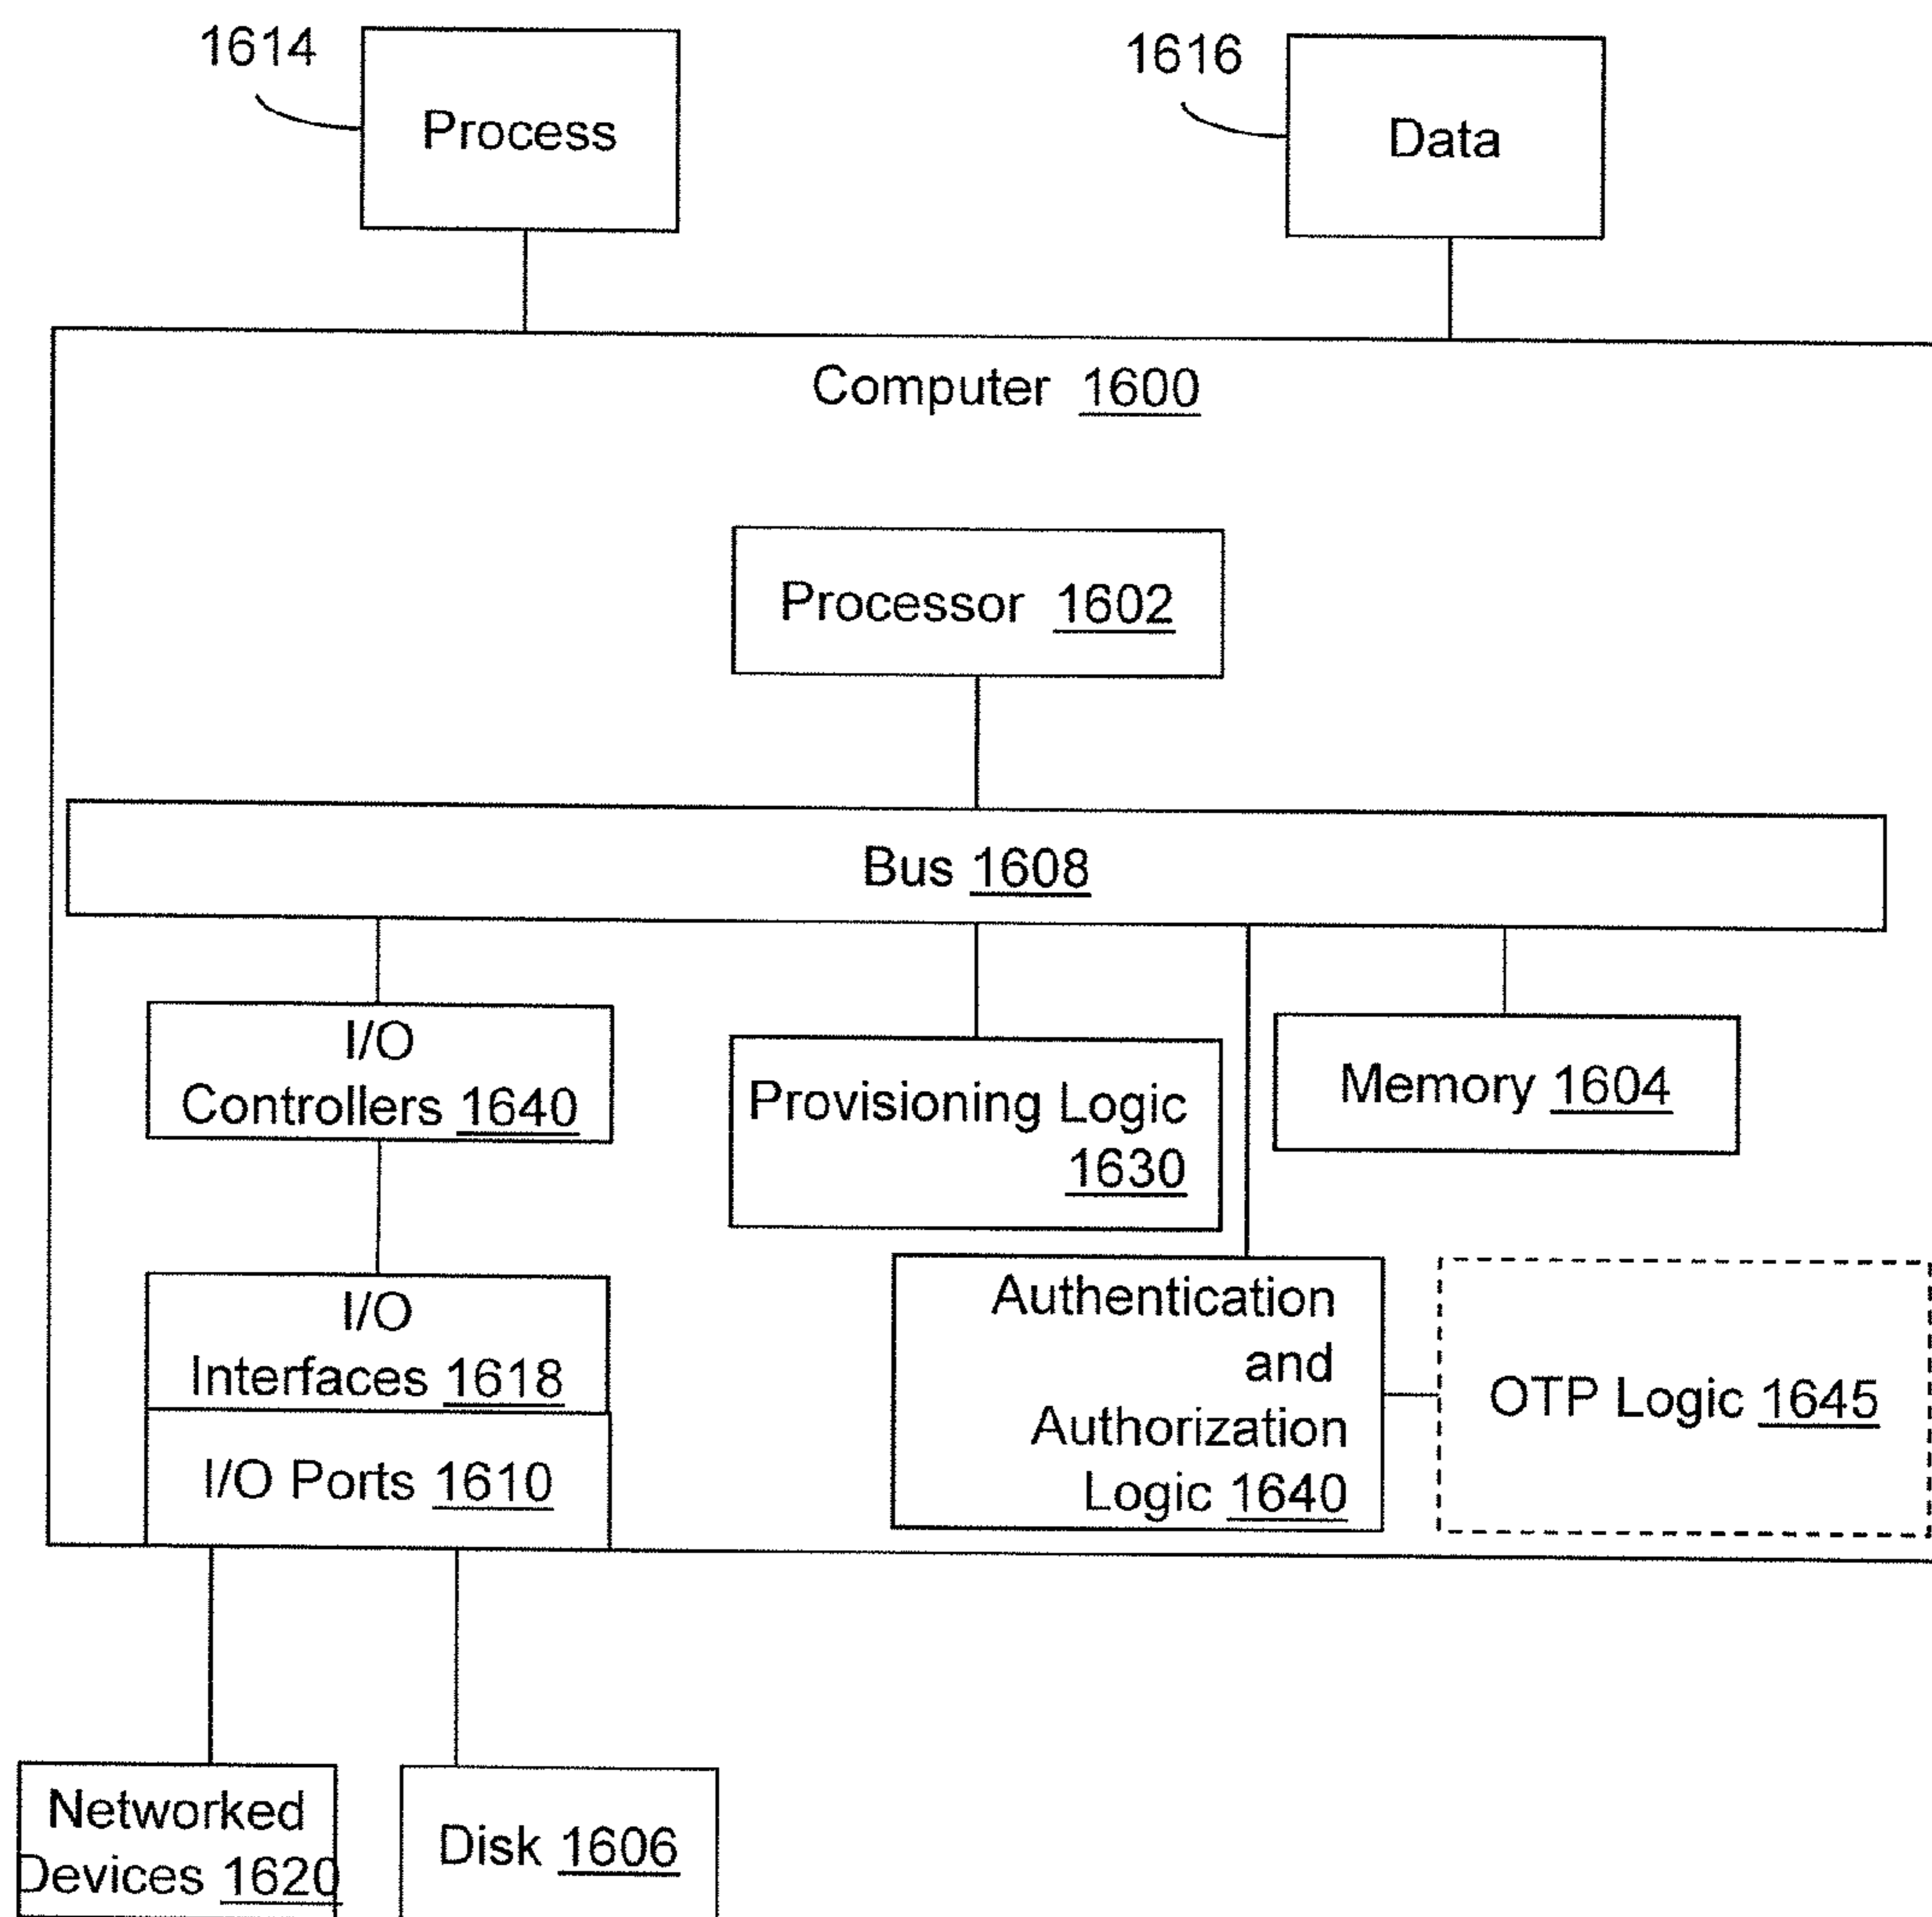 1614
Process
1616
Data
Computer 1600
Processor 1602
Bus 1608
I/O
Controllers 1640
Provisioning Logic
1630
Memory 1604
I/O
Interfaces 1618
I/O Ports 1610
Authentication
and
Authorization
Logic 1640
OTP Logic 1645
Networked
Devices 1620
Disk 1606